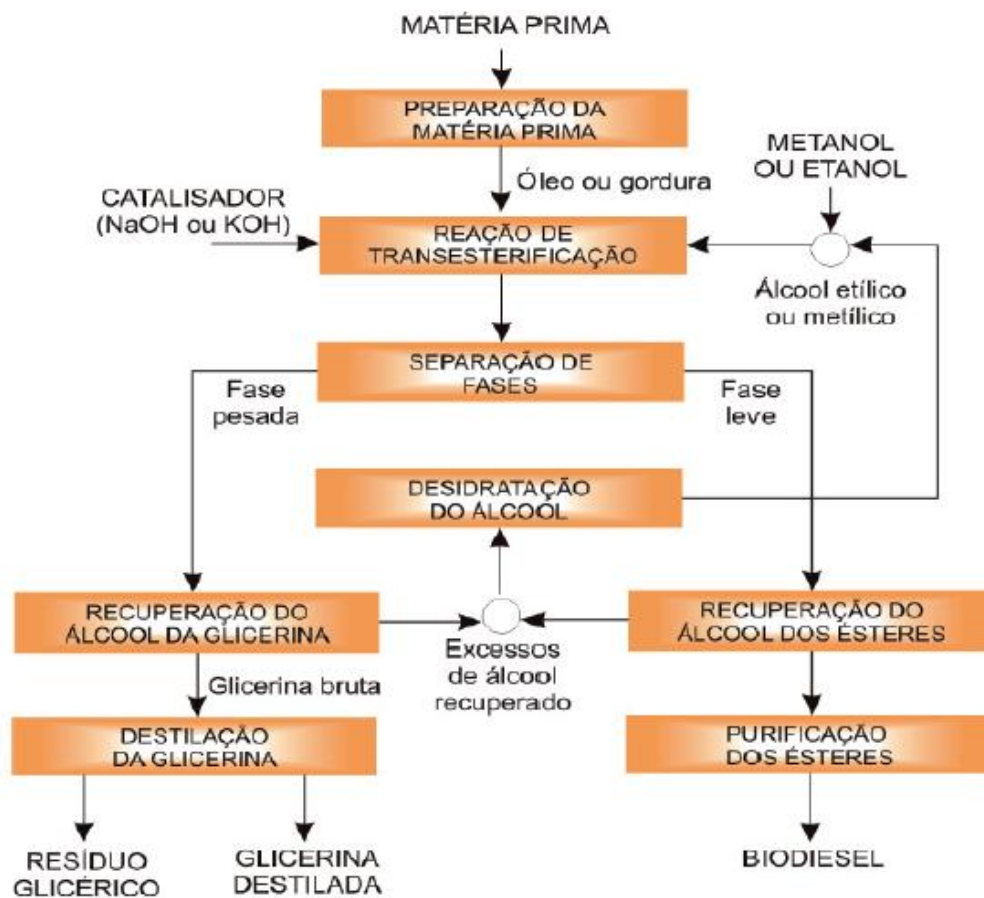 MATÉRIA PRIMA
PREPARAÇÃO DA
MATÉRIA PRIMA
METANOL
OU ETANOL
Óleo ou gordura
CATALISADOR
(NaOH ou KOH)
REAÇÃO DE
TRANSESTERIFICAÇÃO
Álcool etílico
ou metílico
SEPARAÇÃO DE
FASES
Fase
pesada
Fase
leve
DESIDRATAÇÃO
DO ÁLCOOL
RECUPERAÇÃO DO
ÁLCOOL DA GLICERINA
RECUPERAÇÃO DO
ÁLCOOL DOS ÉSTERES
Excessos
de álcool
recuperado
Glicerina bruta
DESTILAÇÃO
DA GLICERINA
PURIFICAÇÃO
DOS ÉSTERES
RESÍDUO
GLICÉRICO
GLICERINA
DESTILADA
BIODIESEL